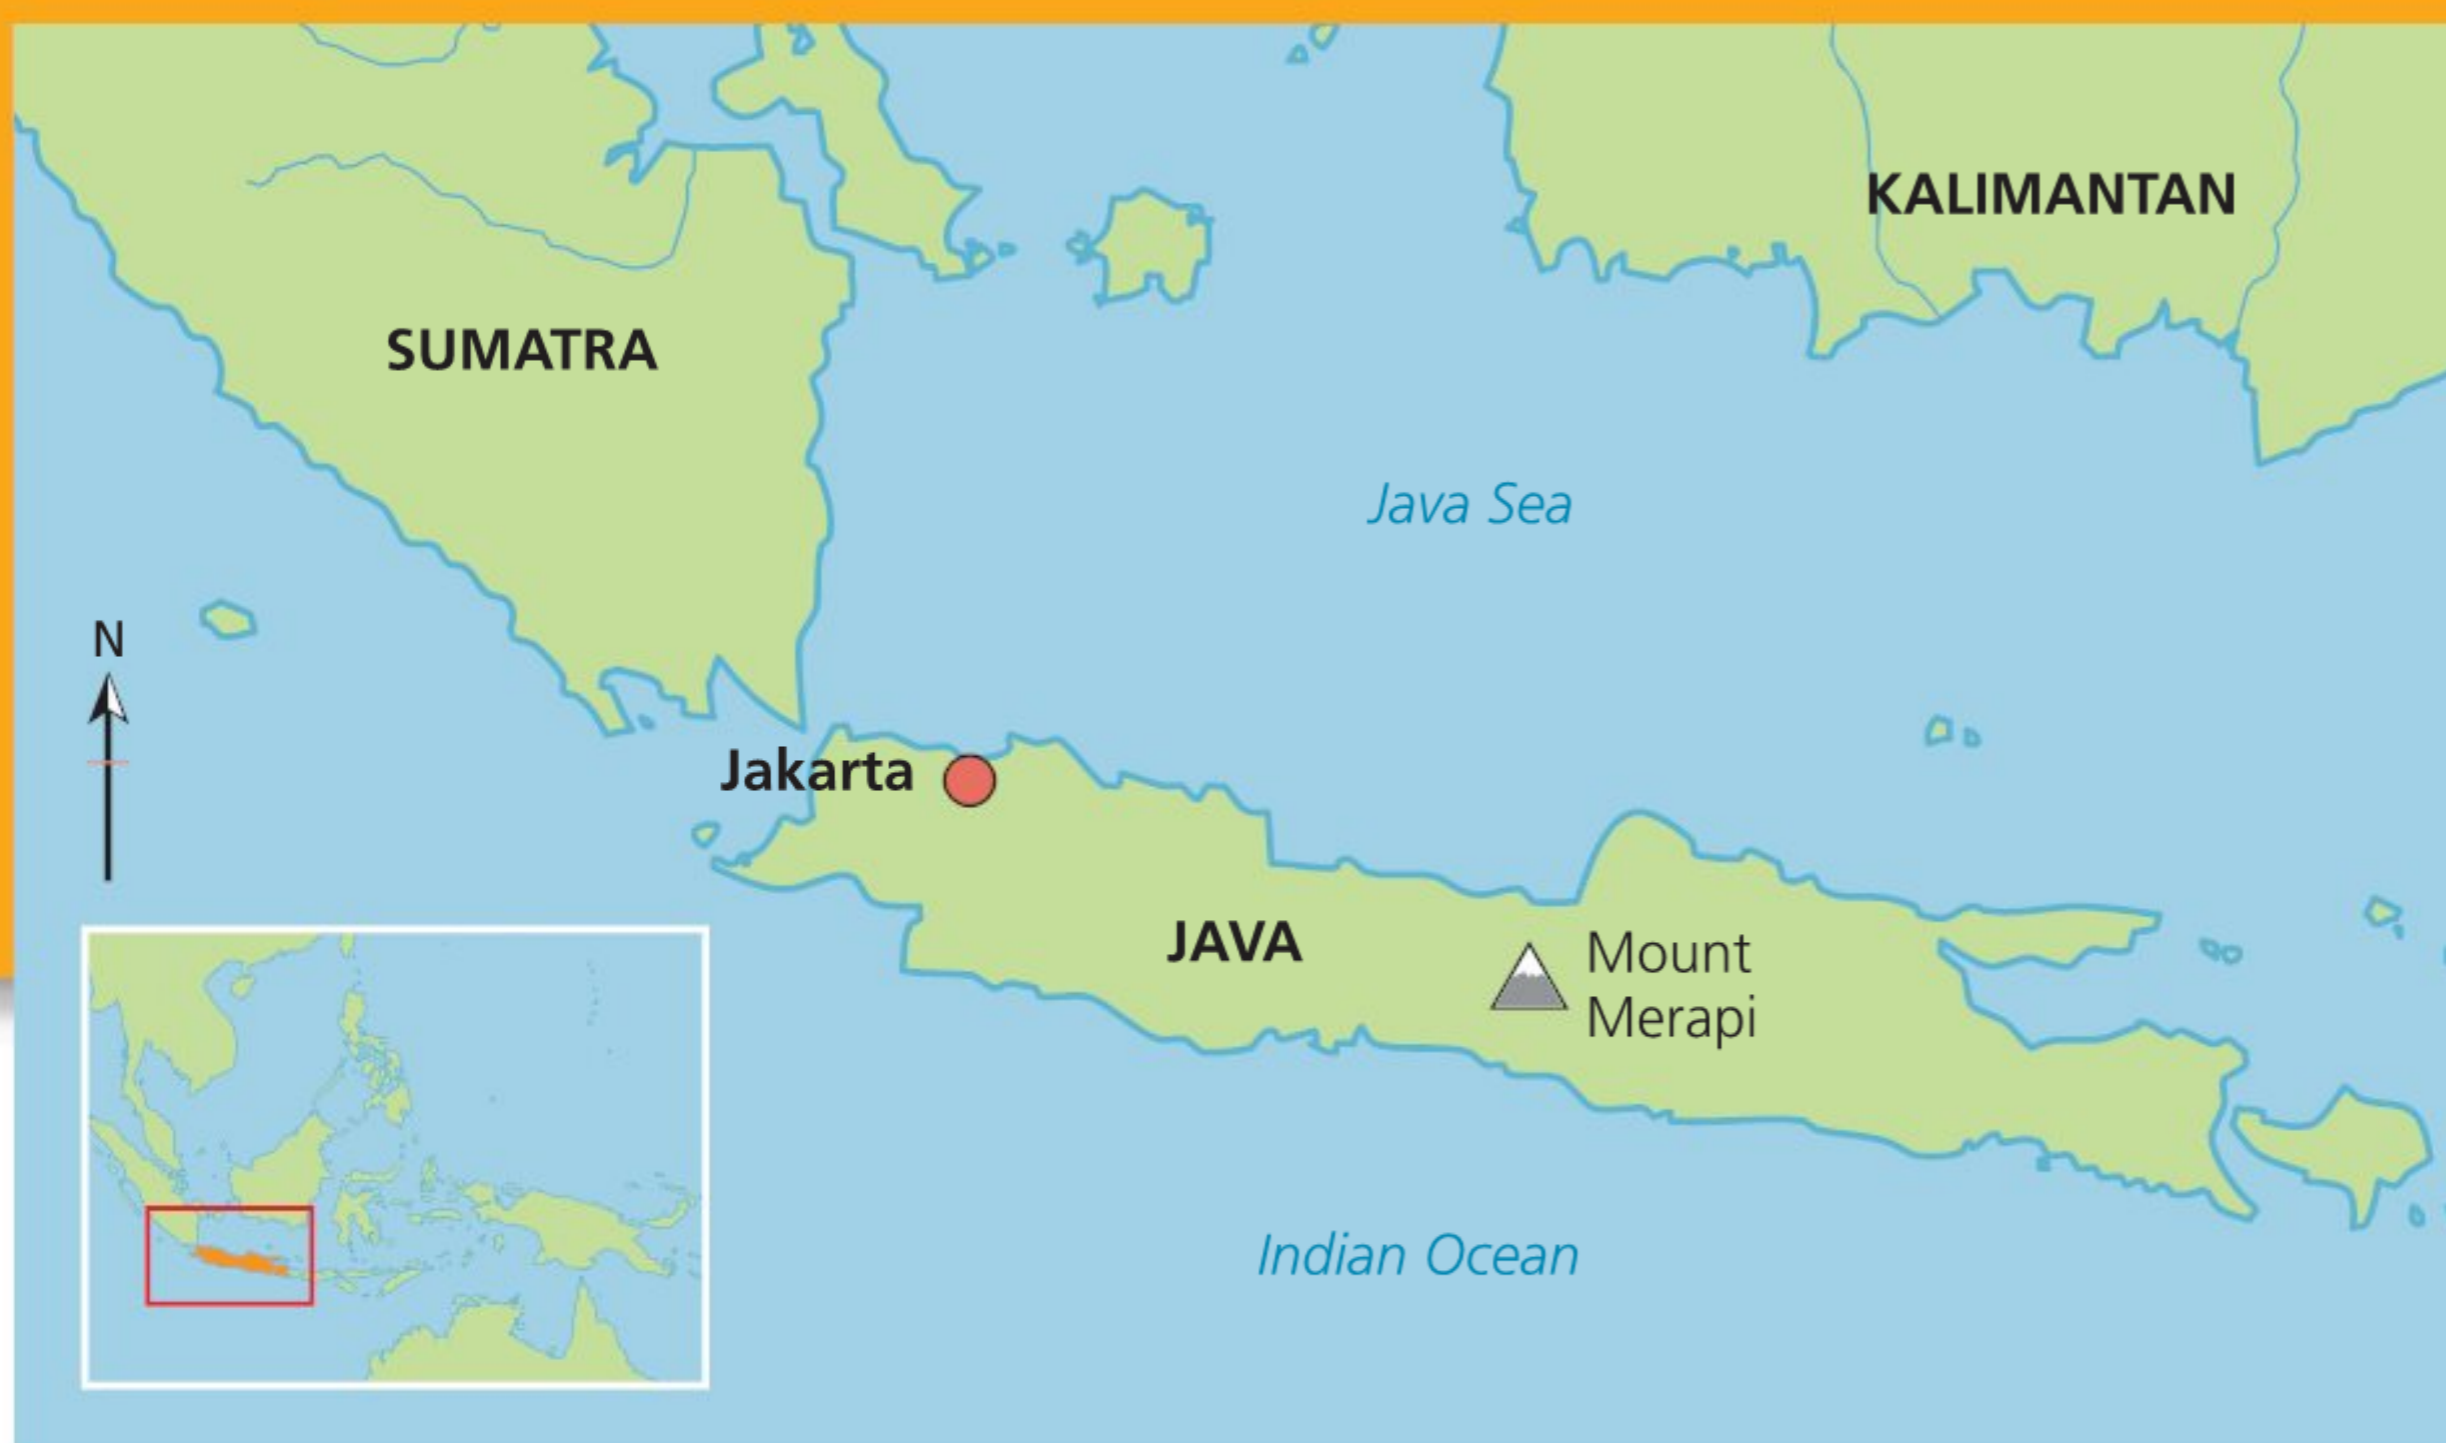 KALIMANTAN
SUMATRA
Java Sea
N
Jakarta
JAVA
Mount
Merapi
Indian Ocean